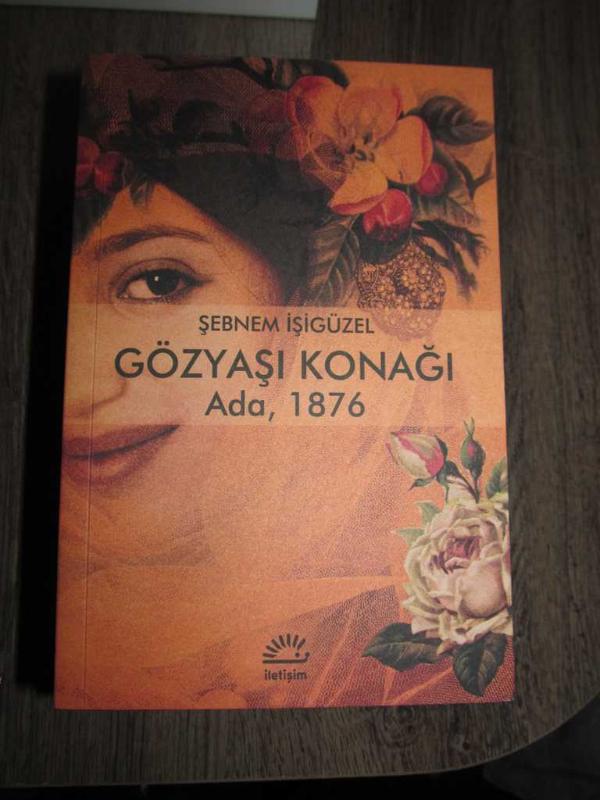 ŞEBNEM İŞİGÜZEL
GÖZYAŞI KONAĞI
Ada, 1876
iletişim